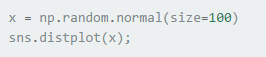 x = np.random.normal(size=100)
sns.distplot(x);